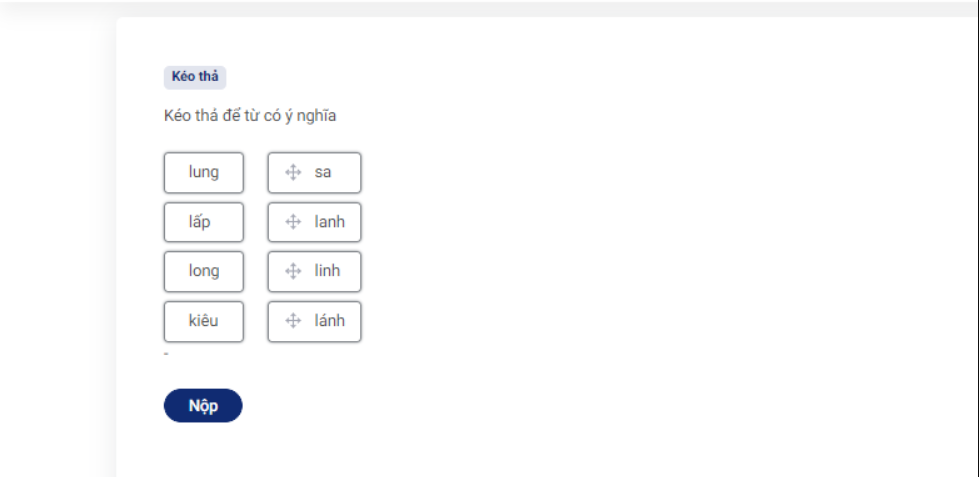 Kéo thả
Kéo thả để từ có ý nghĩa
lung sa
lấp lanh
long linh
kiêu lánh
-
Nộp